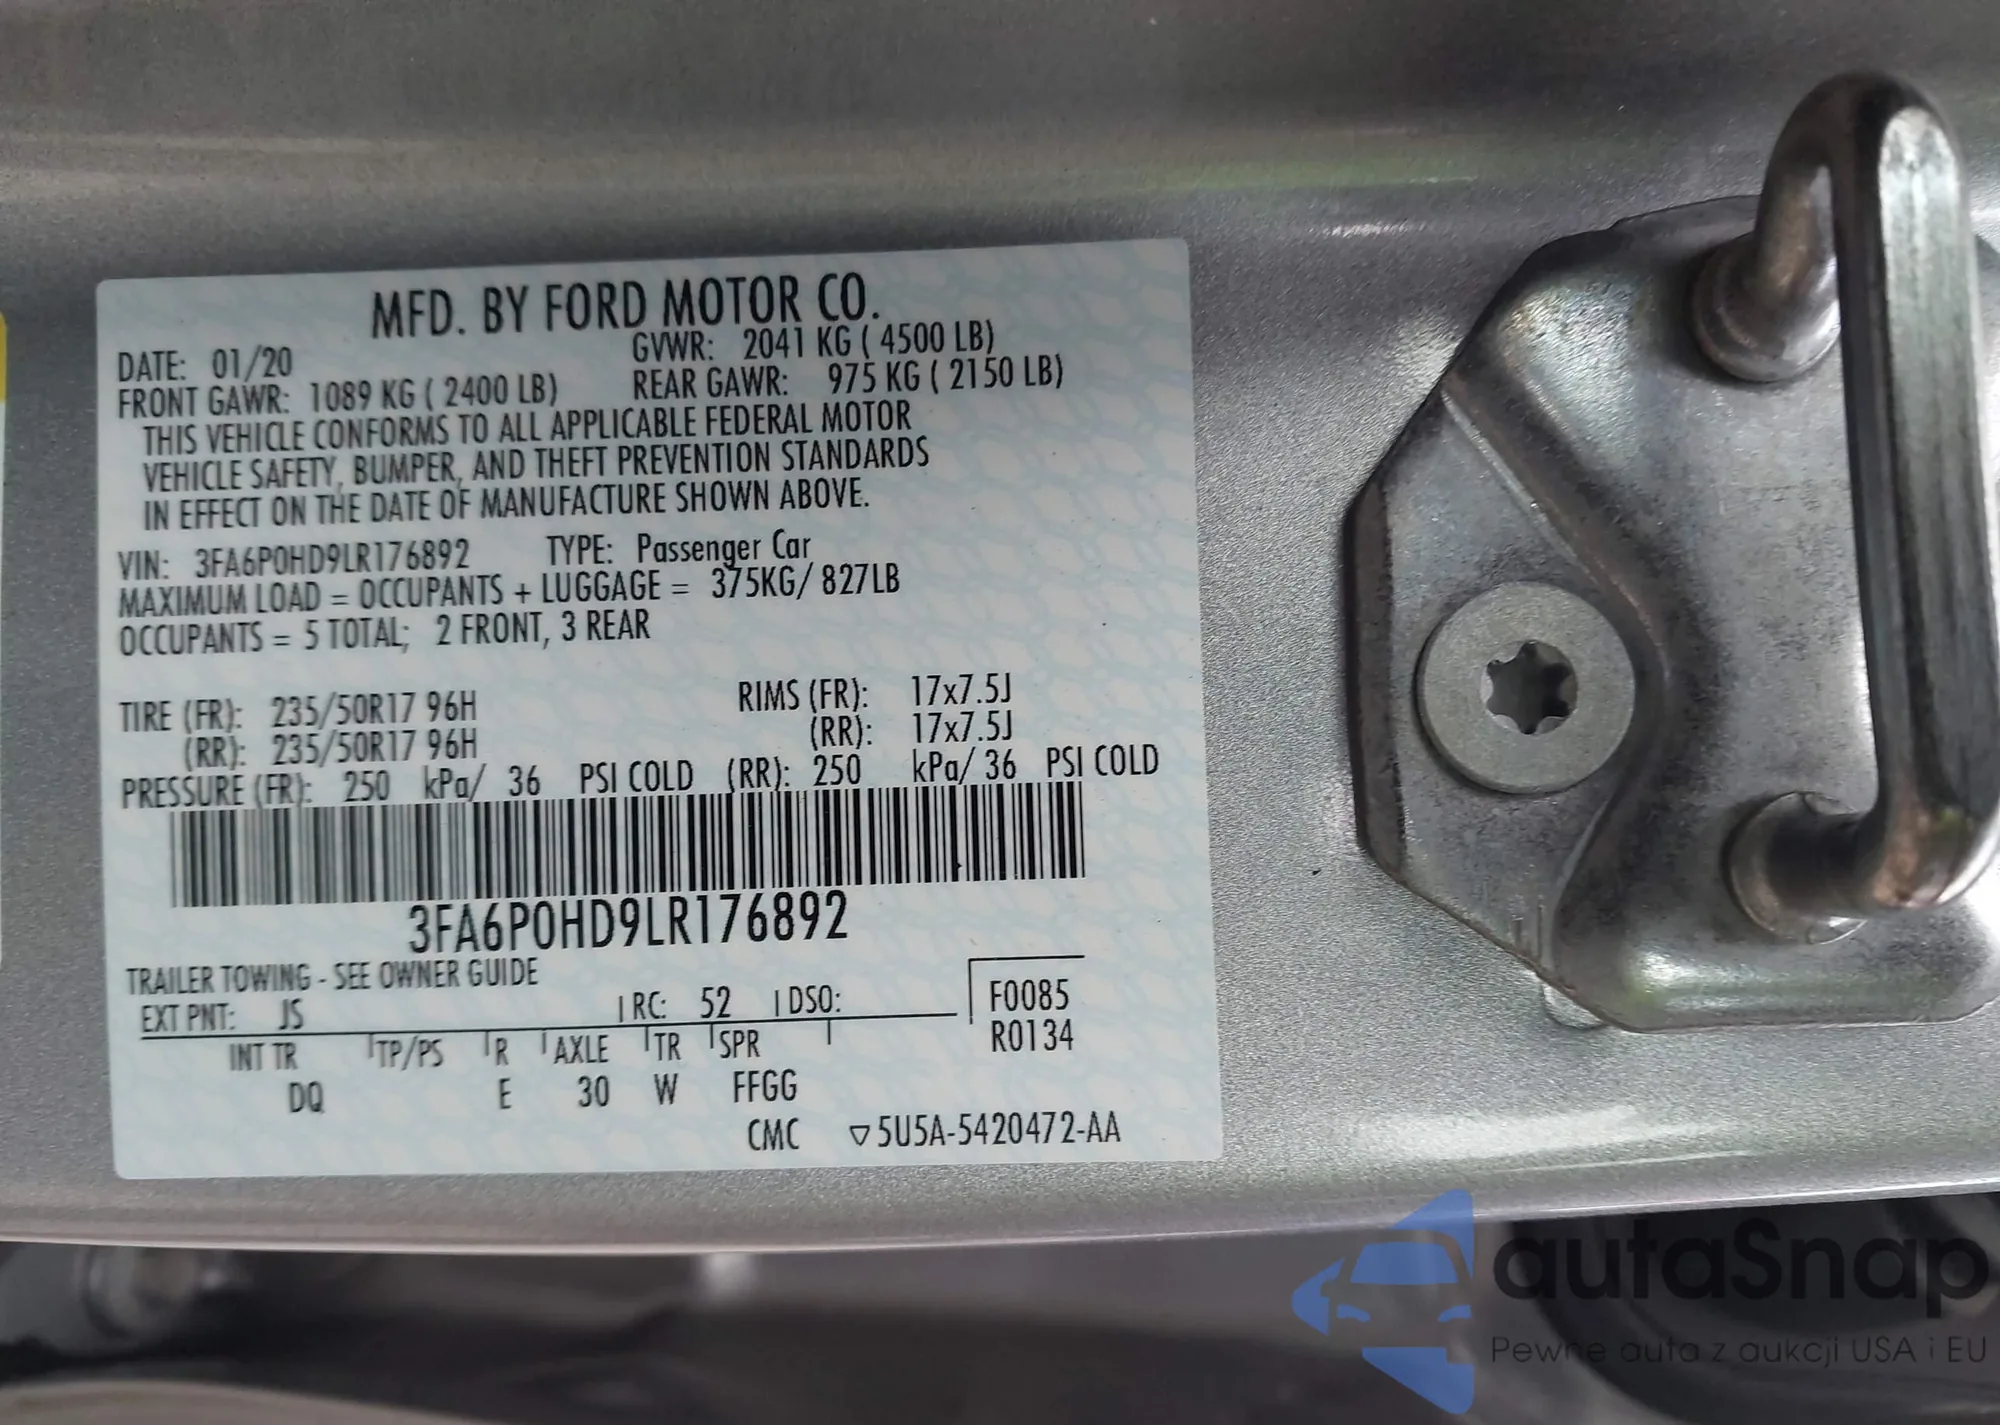 MFD. BY FORD MOTOR CO.
DATE: 01/20 GVWR: 2041 KG ( 4500 LB)
FRONT GAWR: 1089 KG ( 2400 LB) REAR GAWR: 975 KG ( 2150 LB)
THIS VEHICLE CONFORMS TO ALL APPLICABLE FEDERAL MOTOR
VEHICLE SAFETY, BUMPER, AND THEFT PREVENTION STANDARDS
IN EFFECT ON THE DATE OF MANUFACTURE SHOWN ABOVE.
VIN: 3FA6P0HD9LR176892 TYPE: Passenger Car
MAXIMUM LOAD = OCCUPANTS + LUGGAGE = 375KG/ 827LB
OCCUPANTS = 5 TOTAL; 2 FRONT, 3 REAR
TIRE (FR): 235/50R17 96H RIMS (FR): 17x7.5J
(RR): 235/50R17 96H (RR): 17x7.5J
PRESSURE (FR): 250 kPa/ 36 PSI COLD (RR): 250 kPa/ 36 PSI COLD
3FA6P0HD9LR176892
TRAILER TOWING - SEE OWNER GUIDE
EXT PNT: JS RC: 52 DSO: F0085
R0134
INT TR TP/PS R AXLE TR SPR
DQ E 30 W FFGG
CMC ▽5U5A-5420472-AA
autaSnap
Pewne auta z aukcji USA i EU